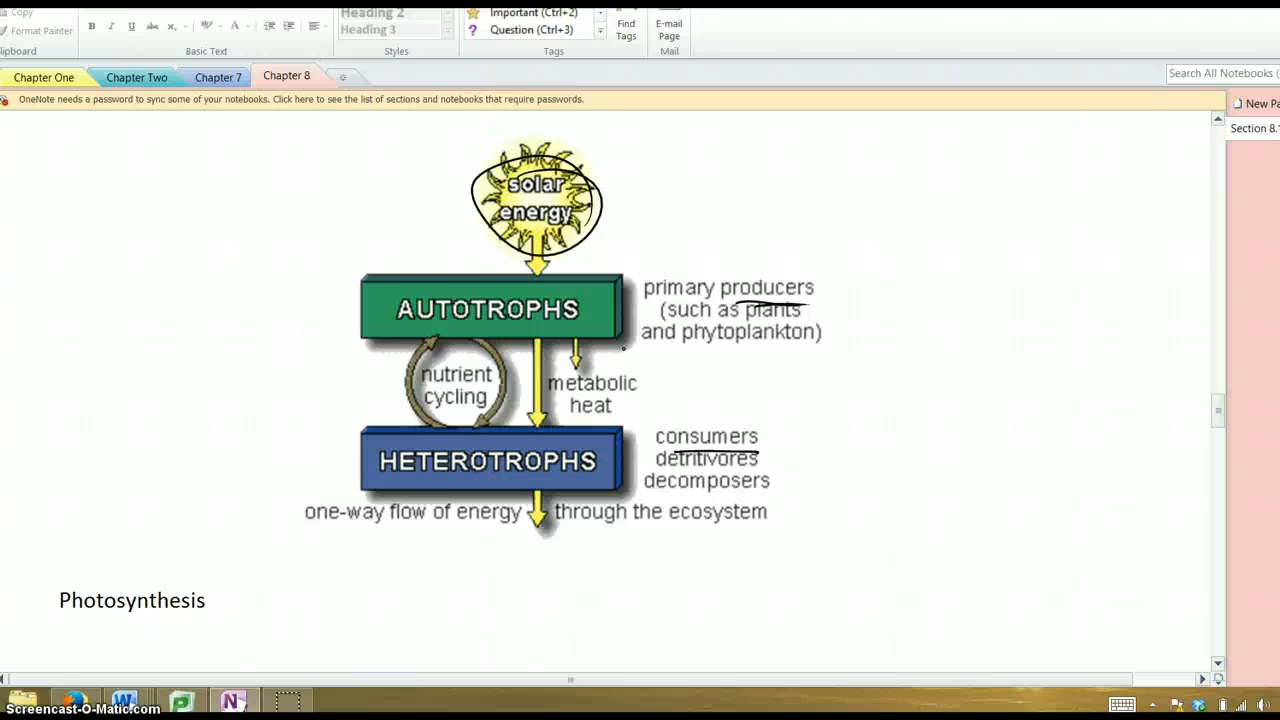 Copy
Heading 2
Important (Ctrl+2)
Format Painter
B I U abc
Heading 3
Question (Ctrl+3)
Find
Tags
E-mail
Page
Basic Text
Styles
Tags
Mail
Chapter One
Chapter Two
Chapter 7
Chapter 8
Search All Notebooks (
OneNote needs a password to sync some of your notebooks. Click here to see the list of sections and notebooks that require passwords.
Section 8.
solar
energy
AUTOTROPHS
primary producers
(such as plants
and phytoplankton)
nutrient
cycling
metabolic
heat
HETEROTROPHS
consumers
detritivores
decomposers
one-way flow of energy through the ecosystem
Photosynthesis
Screencast-O-Matic.com